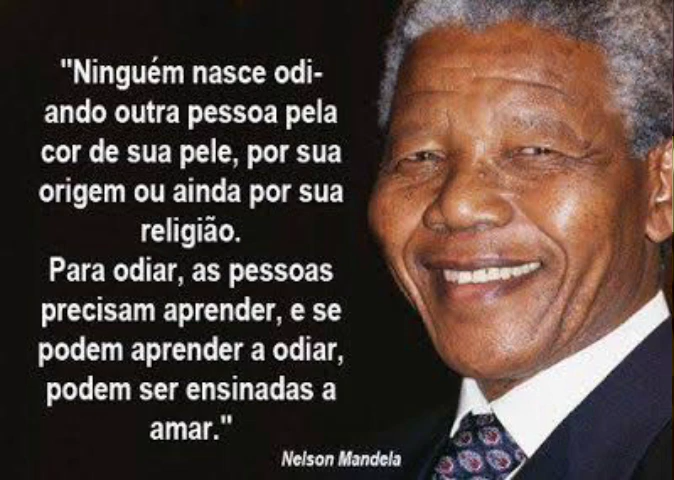 "Ninguém nasce odi-
ando outra pessoa pela
cor de sua pele, por sua
origem ou ainda por sua
religião.
Para odiar, as pessoas
precisam aprender, e se
podem aprender a odiar,
podem ser ensinadas a
amar."
Nelson Mandela